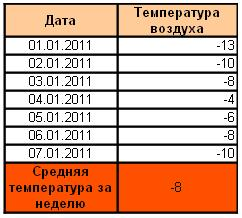 Дата Температура воздуха
01.01.2011 -13
02.01.2011 -10
03.01.2011 -8
04.01.2011 -4
05.01.2011 -6
06.01.2011 -8
07.01.2011 -10
Средняя
температура за
неделю
-8